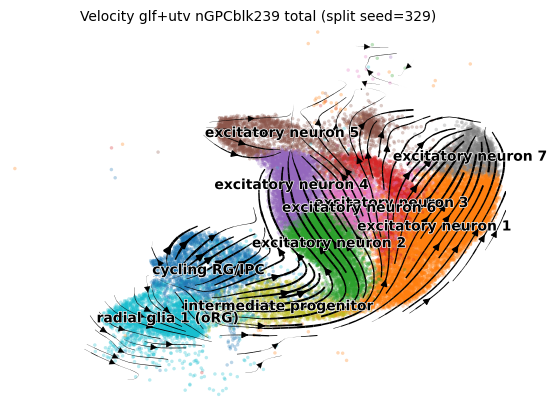 Velocity glf+utv nGPCblk239 total (split seed=329)
excitatory neuron 5
excitatory neuron 7
excitatory neuron 4
excitatory neuron 3
excitatory neuron 6
excitatory neuron 1
excitatory neuron 2
cycling RG/IPC
intermediate progenitor
radial glia 1 (oRG)